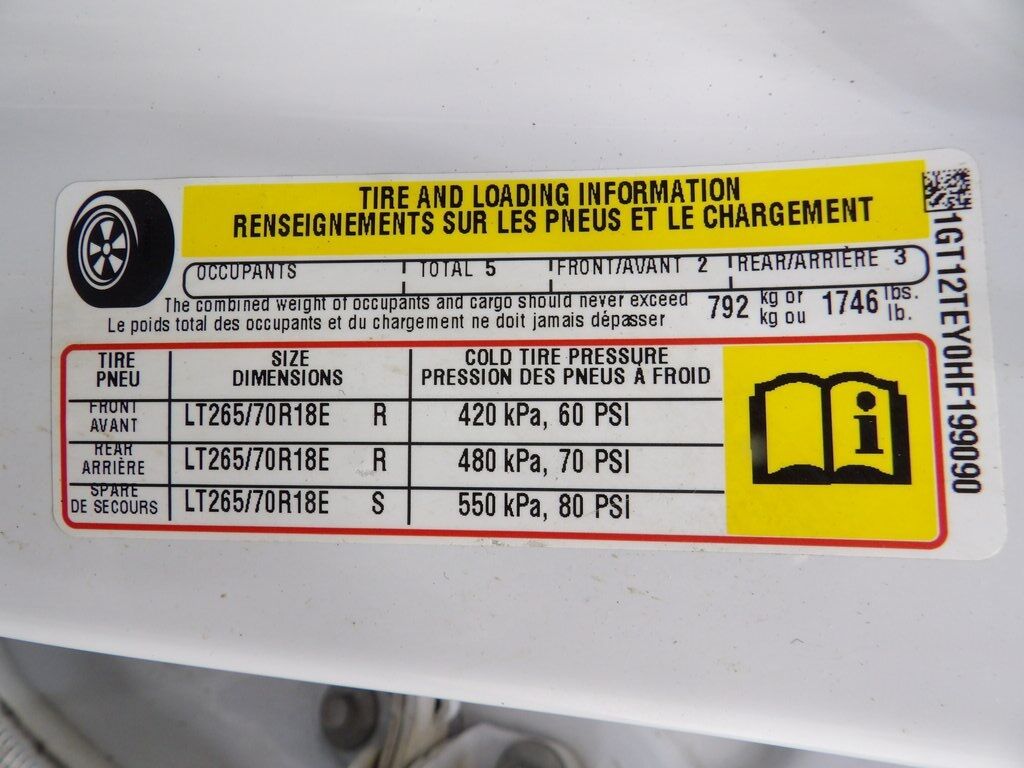 TIRE AND LOADING INFORMATION
RENSEIGNEMENTS SUR LES PNEUS ET LE CHARGEMENT
OCCUPANTS TOTAL 5 FRONT/AVANT 2 REAR/ARRIÈRE 3
The combined weight of occupants and cargo should never exceed 792 kg or 1746 lbs.
Le poids total des occupants et du chargement ne doit jamais dépasser kg ou lb.
TIRE SIZE COLD TIRE PRESSURE
PNEU DIMENSIONS PRESSION DES PNEUS À FROID
FRONT
AVANT LT265/70R18E R 420 kPa, 60 PSI
REAR
ARRIÈRE LT265/70R18E R 480 kPa, 70 PSI
SPARE
DE SECOURS LT265/70R18E S 550 kPa, 80 PSI
i
1GT12TEY0HF199090